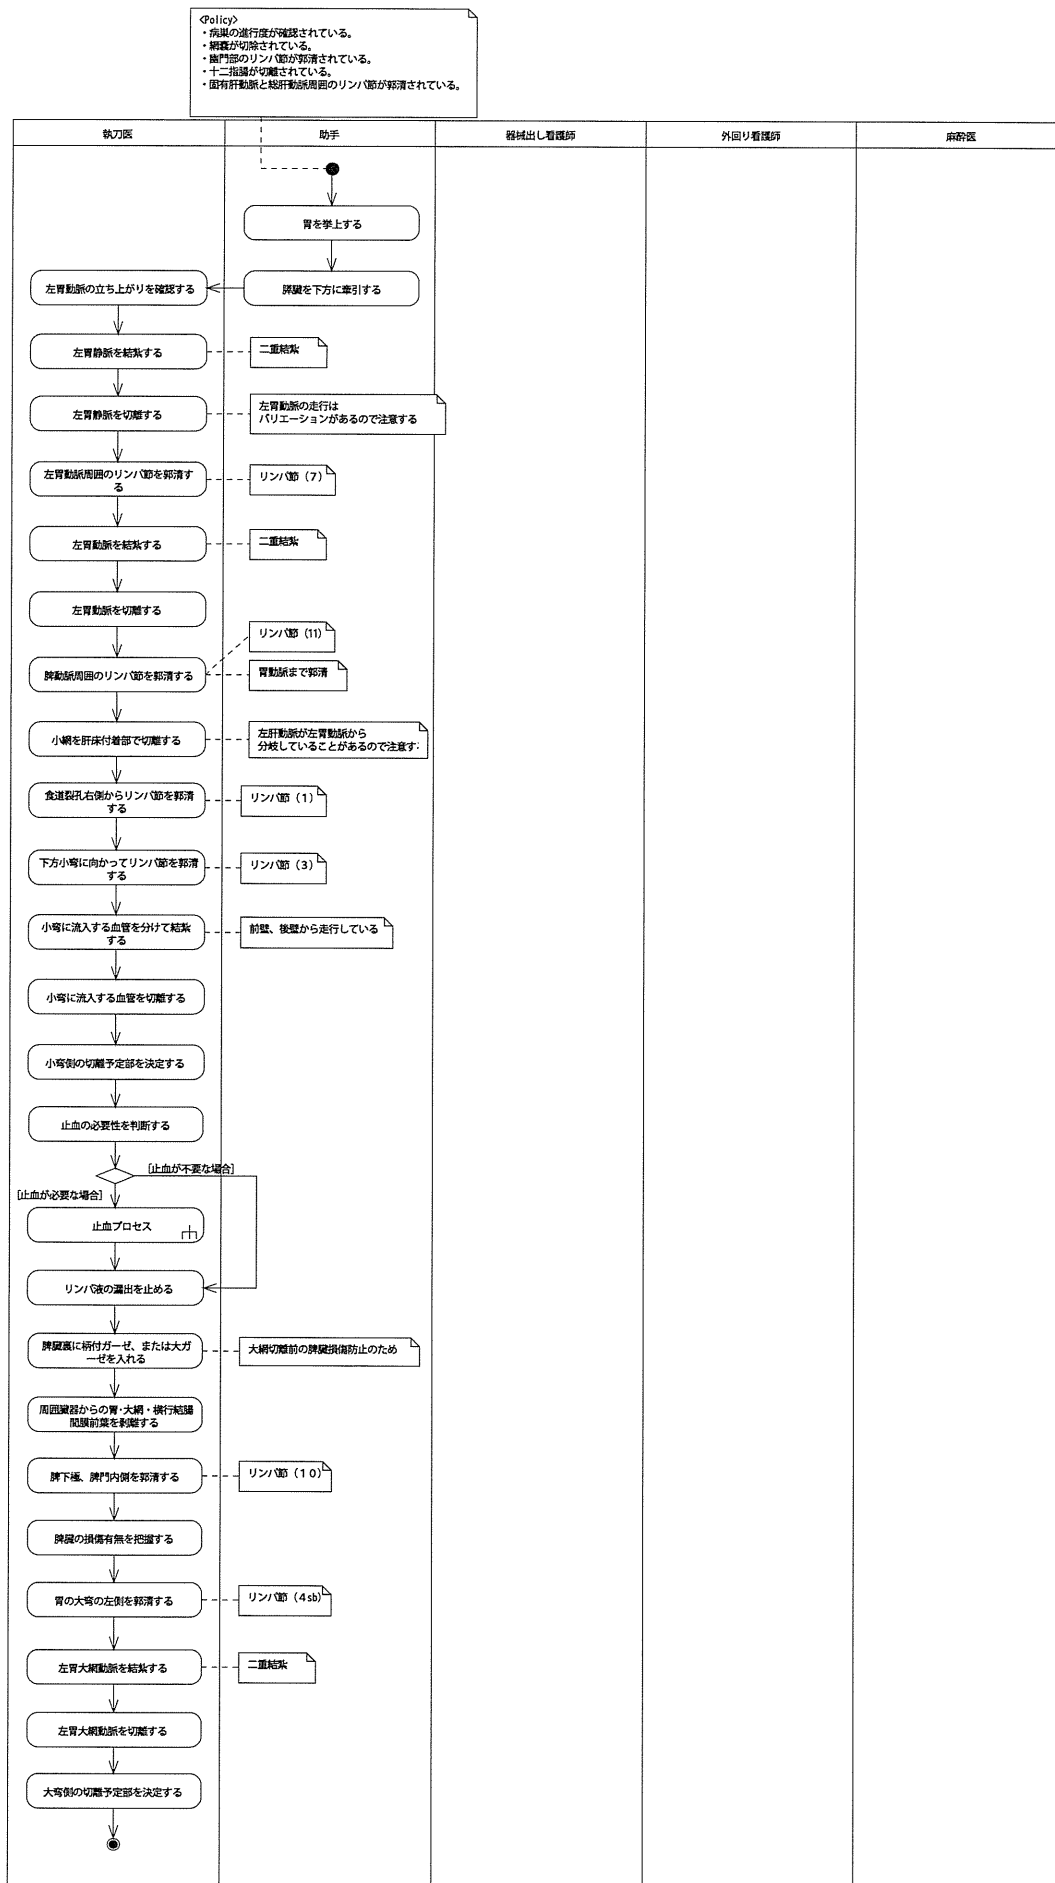 <Policy>
・病巣の進行度が確認されている。
・網嚢が切除されている。
・幽門部のリンパ節が郭清されている。
・十二指腸が切離されている。
・固有肝動脈と総肝動脈周囲のリンパ節が郭清されている。
執刀医
助手
器械出し看護師
外回り看護師
麻酔医
胃を挙上する
左胃動脈の立ち上がりを確認する
膵臓を下方に牽引する
左胃静脈を結紮する
二重結紮
左胃静脈を切離する
左胃動脈の走行は
バリエーションがあるので注意する
左胃動脈周囲のリンパ節を郭清す
る
リンパ節（７）
左胃動脈を結紮する
二重結紮
左胃動脈を切離する
リンパ節（11）
脾動脈周囲のリンパ節を郭清する
胃動脈まで郭清
小網を肝床付着部で切離する
左肝動脈が左胃動脈から
分岐していることがあるので注意す
食道裂孔右側からリンパ節を郭清
する
リンパ節（１）
下方小弯に向かってリンパ節を郭清
する
リンパ節（３）
小弯に流入する血管を分けて結紮
する
前壁、後壁から走行している
小弯に流入する血管を切離する
小弯側の切離予定部を決定する
止血の必要性を判断する
[止血が不要な場合]
[止血が必要な場合]
止血プロセス
リンパ液の漏出を止める
脾臓裏に柄付ガーゼ、または大ガ
ーゼを入れる
大網切離前の脾臓損傷防止のため
周囲臓器からの胃・大網・横行結腸
間膜前葉を剥離する
脾下極、脾門内側を郭清する
リンパ節（１０）
脾臓の損傷有無を把握する
胃の大弯の左側を郭清する
リンパ節（４sb）
左胃大網動脈を結紮する
二重結紮
左胃大網動脈を切離する
大弯側の切離予定部を決定する